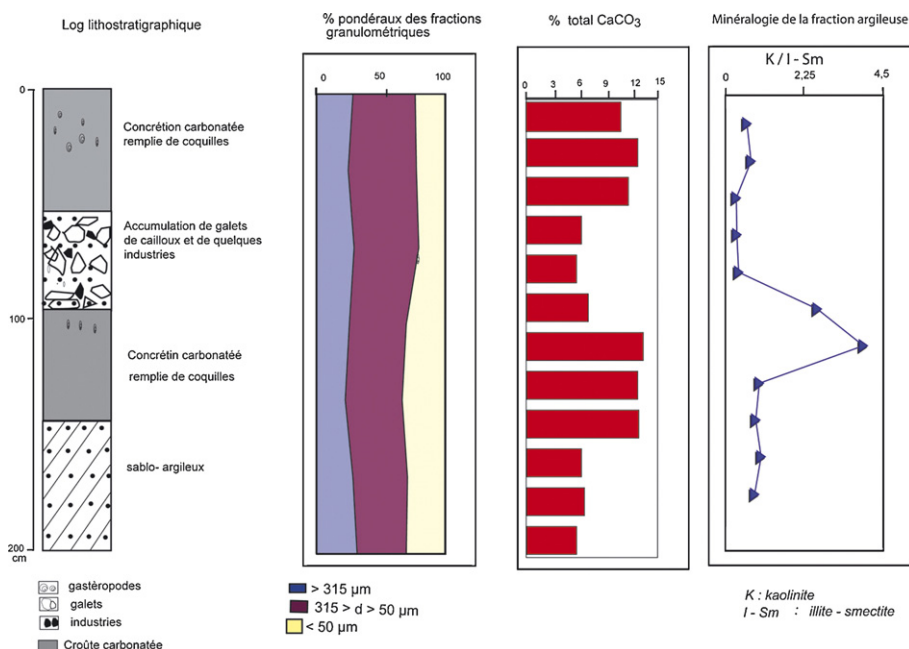 Log lithostratigraphique
% pondéraux des fractions
granulométriques
% total CaCO3
Minéralogie de la fraction argileuse
K / I - Sm
0 50 100
0 3 6 9 12 15
0 2,25 4,5
0
Concrétion carbonatée
remplie de coquilles
Accumulation de galets
de cailloux et de quelques
industries
100
Concrétin carbonatéé
remplie de coquilles
sablo- argileux
200
cm
gastèropodes
galets
industries
Croûte carbonatée
> 315 µm
315 > d > 50 µm
< 50 µm
K : kaolinite
I - Sm : illite - smectite